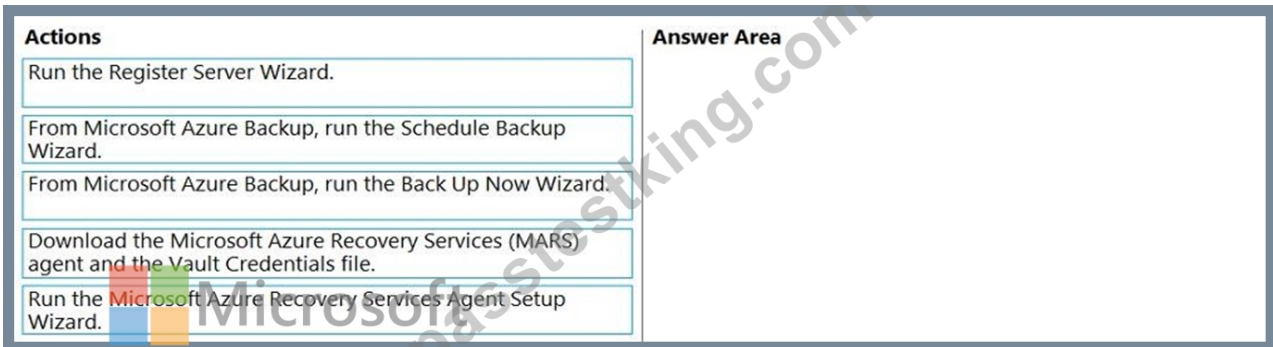 Actions
Answer Area
Run the Register Server Wizard.
From Microsoft Azure Backup, run the Schedule Backup
Wizard.
From Microsoft Azure Backup, run the Back Up Now Wizard.
Download the Microsoft Azure Recovery Services (MARS)
agent and the Vault Credentials file.
Run the Microsoft Azure Recovery Services Agent Setup
Wizard.
Microsoft
passtestking.com